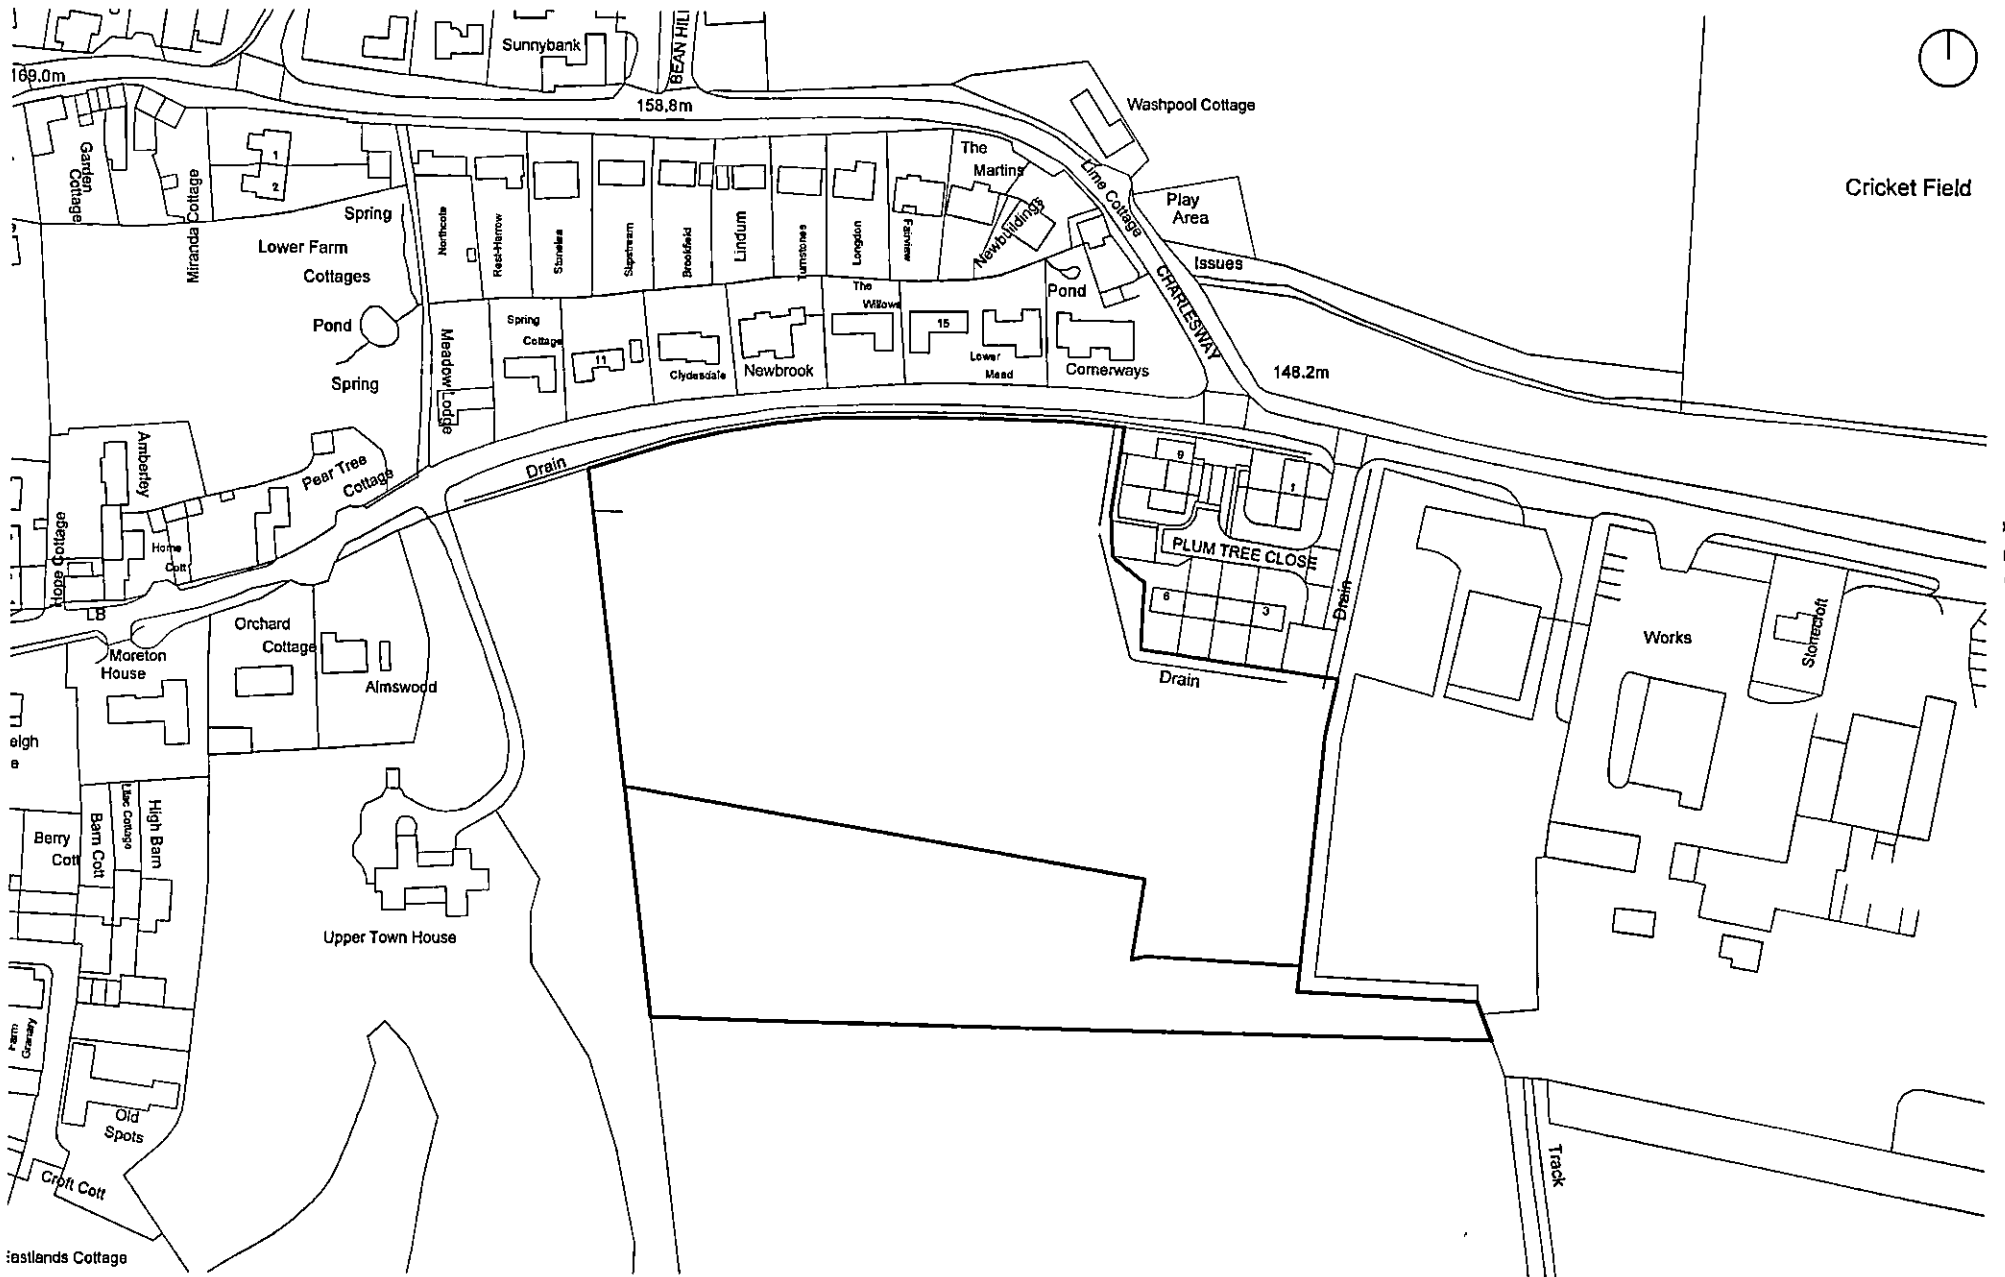 Sunnybank
BEAN HILL
169.0m
158.8m
Washpool Cottage
Cricket Field
Garden
Cottage
Miranda Cottage
1
2
Spring
Lower Farm
Cottages
Pond
Spring
Northcote
Rest-Harrow
Stonelea
Slipstream
Brookfield
Lindum
Turnstones
Longdon
Fairview
The
Martins
Newbuildings
Lime Cottage
Play
Area
Issues
CHARLESWAY
Pond
Meadow Lodge
Spring
Cottage
11
Clydesdale
Newbrook
The
Willows
15
Lower
Mead
Cornerways
148.2m
Amberley
Pear Tree
Cottage
Drain
Hope Cottage
Home
Cott
LB
Orchard
Cottage
Almswood
Moreton
House
9
1
PLUM TREE CLOSE
6
3
Drain
Drain
Works
Stonecroft
eigh
e
Berry
Cott
Barn Cott
Lilac Cottage
High Barn
Upper Town House
Farm
Granary
Old
Spots
Croft Cott
Eastlands Cottage
Track